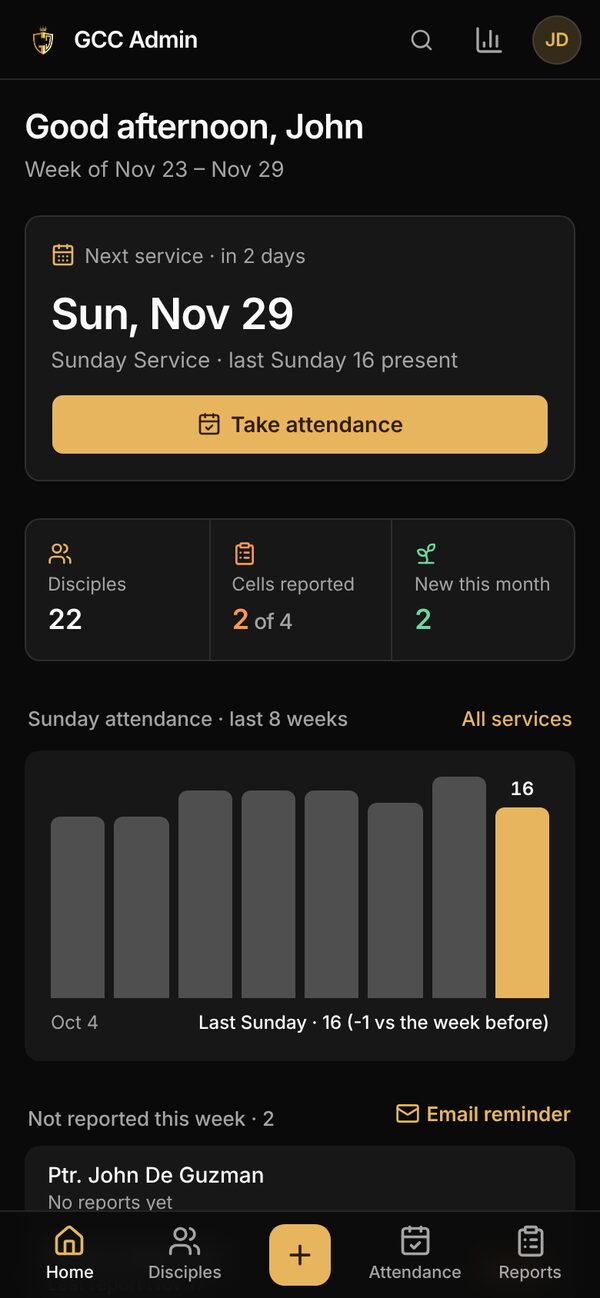 GCC Admin
JD
Good afternoon, John
Week of Nov 23 – Nov 29
Next service · in 2 days
Sun, Nov 29
Sunday Service · last Sunday 16 present
Take attendance
Disciples
22
Cells reported
2 of 4
New this month
2
Sunday attendance · last 8 weeks
All services
16
Oct 4
Last Sunday · 16 (-1 vs the week before)
Not reported this week · 2
Email reminder
Ptr. John De Guzman
No reports yet
Home
Disciples
+
Attendance
Reports